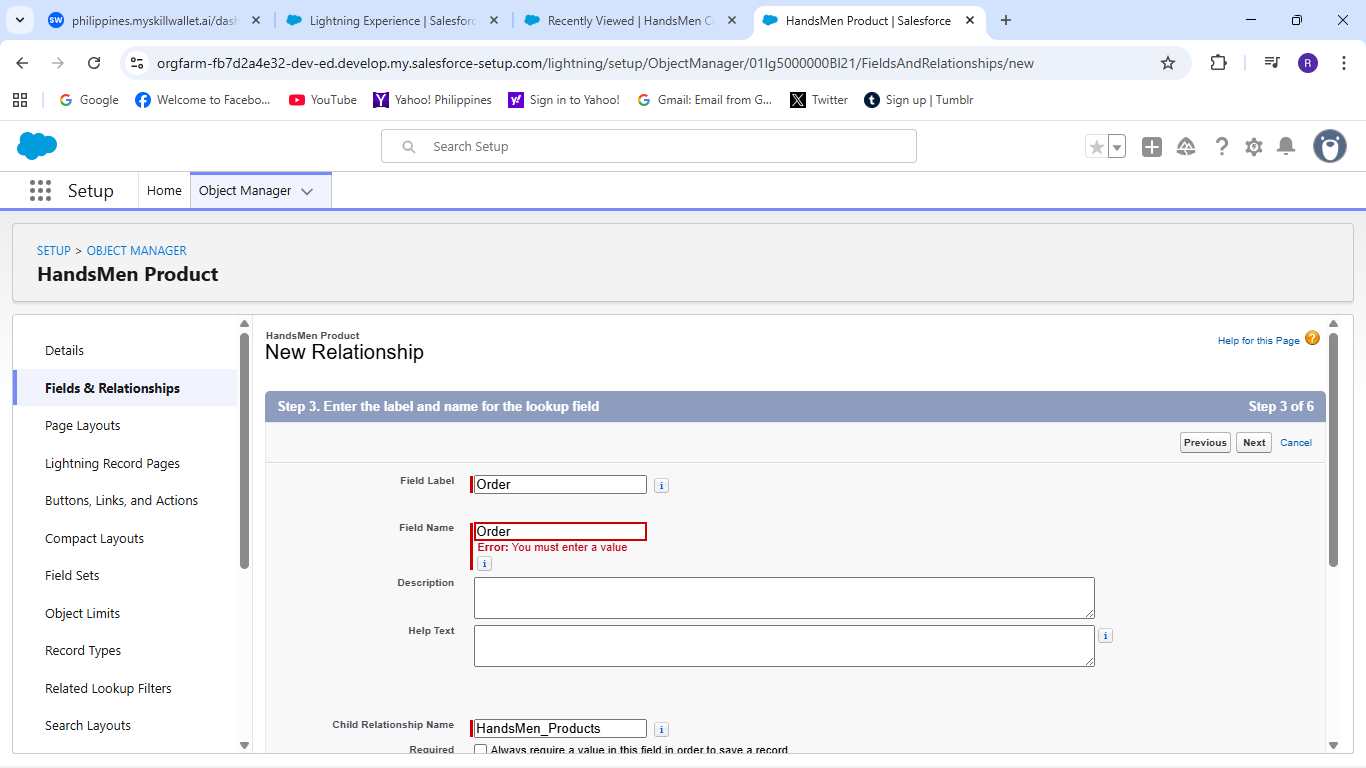 philippines.myskillwallet.ai/dash
Lightning Experience | Salesforc
Recently Viewed | HandsMen C
HandsMen Product | Salesforce
orgfarm-fb7d2a4e32-dev-ed.develop.my.salesforce-setup.com/lightning/setup/ObjectManager/01Ig5000000BI21/FieldsAndRelationships/new
R
Google
Welcome to Facebo...
YouTube
Yahoo! Philippines
Sign in to Yahoo!
Gmail: Email from G...
Twitter
Sign up | Tumblr
Search Setup
Setup
Home
Object Manager
SETUP > OBJECT MANAGER
HandsMen Product
Details
Fields & Relationships
Page Layouts
Lightning Record Pages
Buttons, Links, and Actions
Compact Layouts
Field Sets
Object Limits
Record Types
Related Lookup Filters
Search Layouts
HandsMen Product
New Relationship
Help for this Page
Step 3. Enter the label and name for the lookup field
Step 3 of 6
Previous
Next
Cancel
Field Label
Order
Field Name
Order
Error: You must enter a value
Description
Help Text
Child Relationship Name
HandsMen_Products
Required
Always require a value in this field in order to save a record